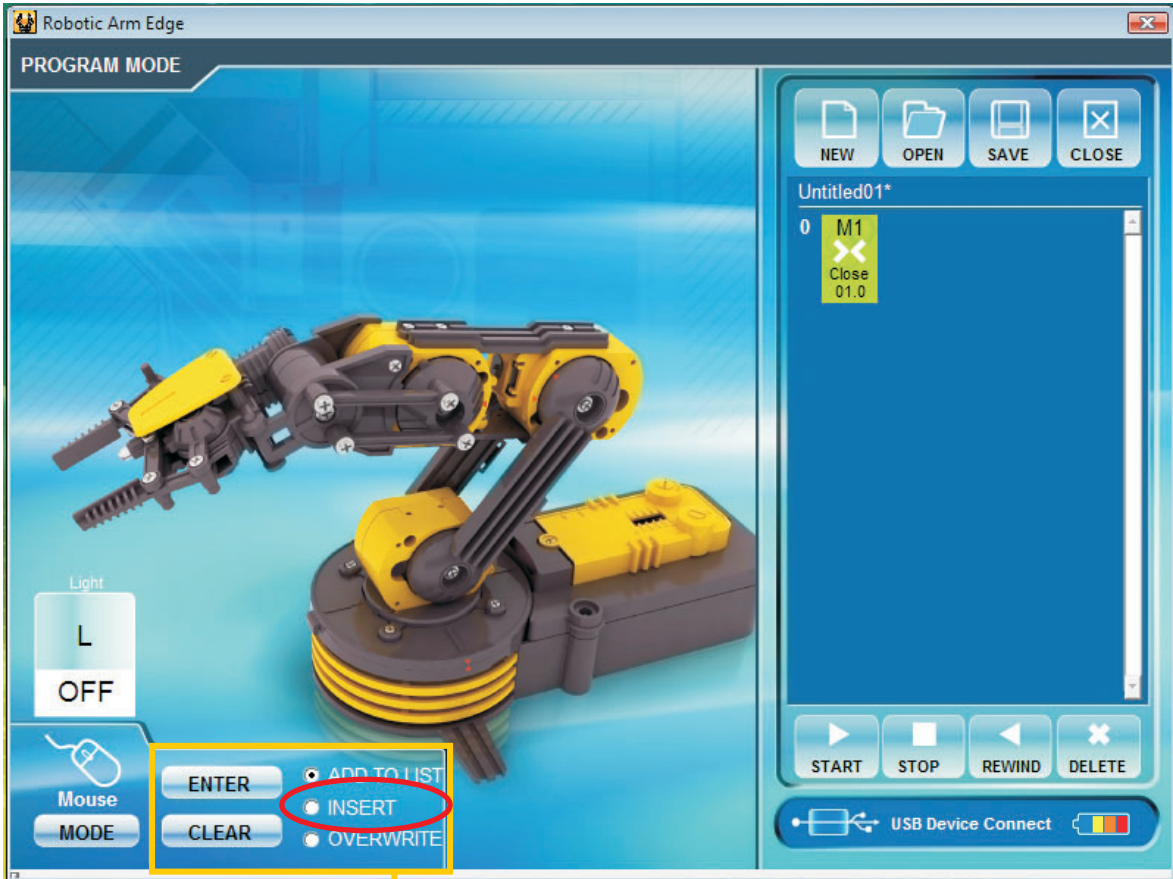 Robotic Arm Edge
PROGRAM MODE
NEW OPEN SAVE CLOSE
Untitled01*
0 M1
Close
01.0
Light
L
OFF
Mouse
MODE
ENTER
CLEAR
ADD TO LIST
INSERT
OVERWRITE
START STOP REWIND DELETE
USB Device Connect